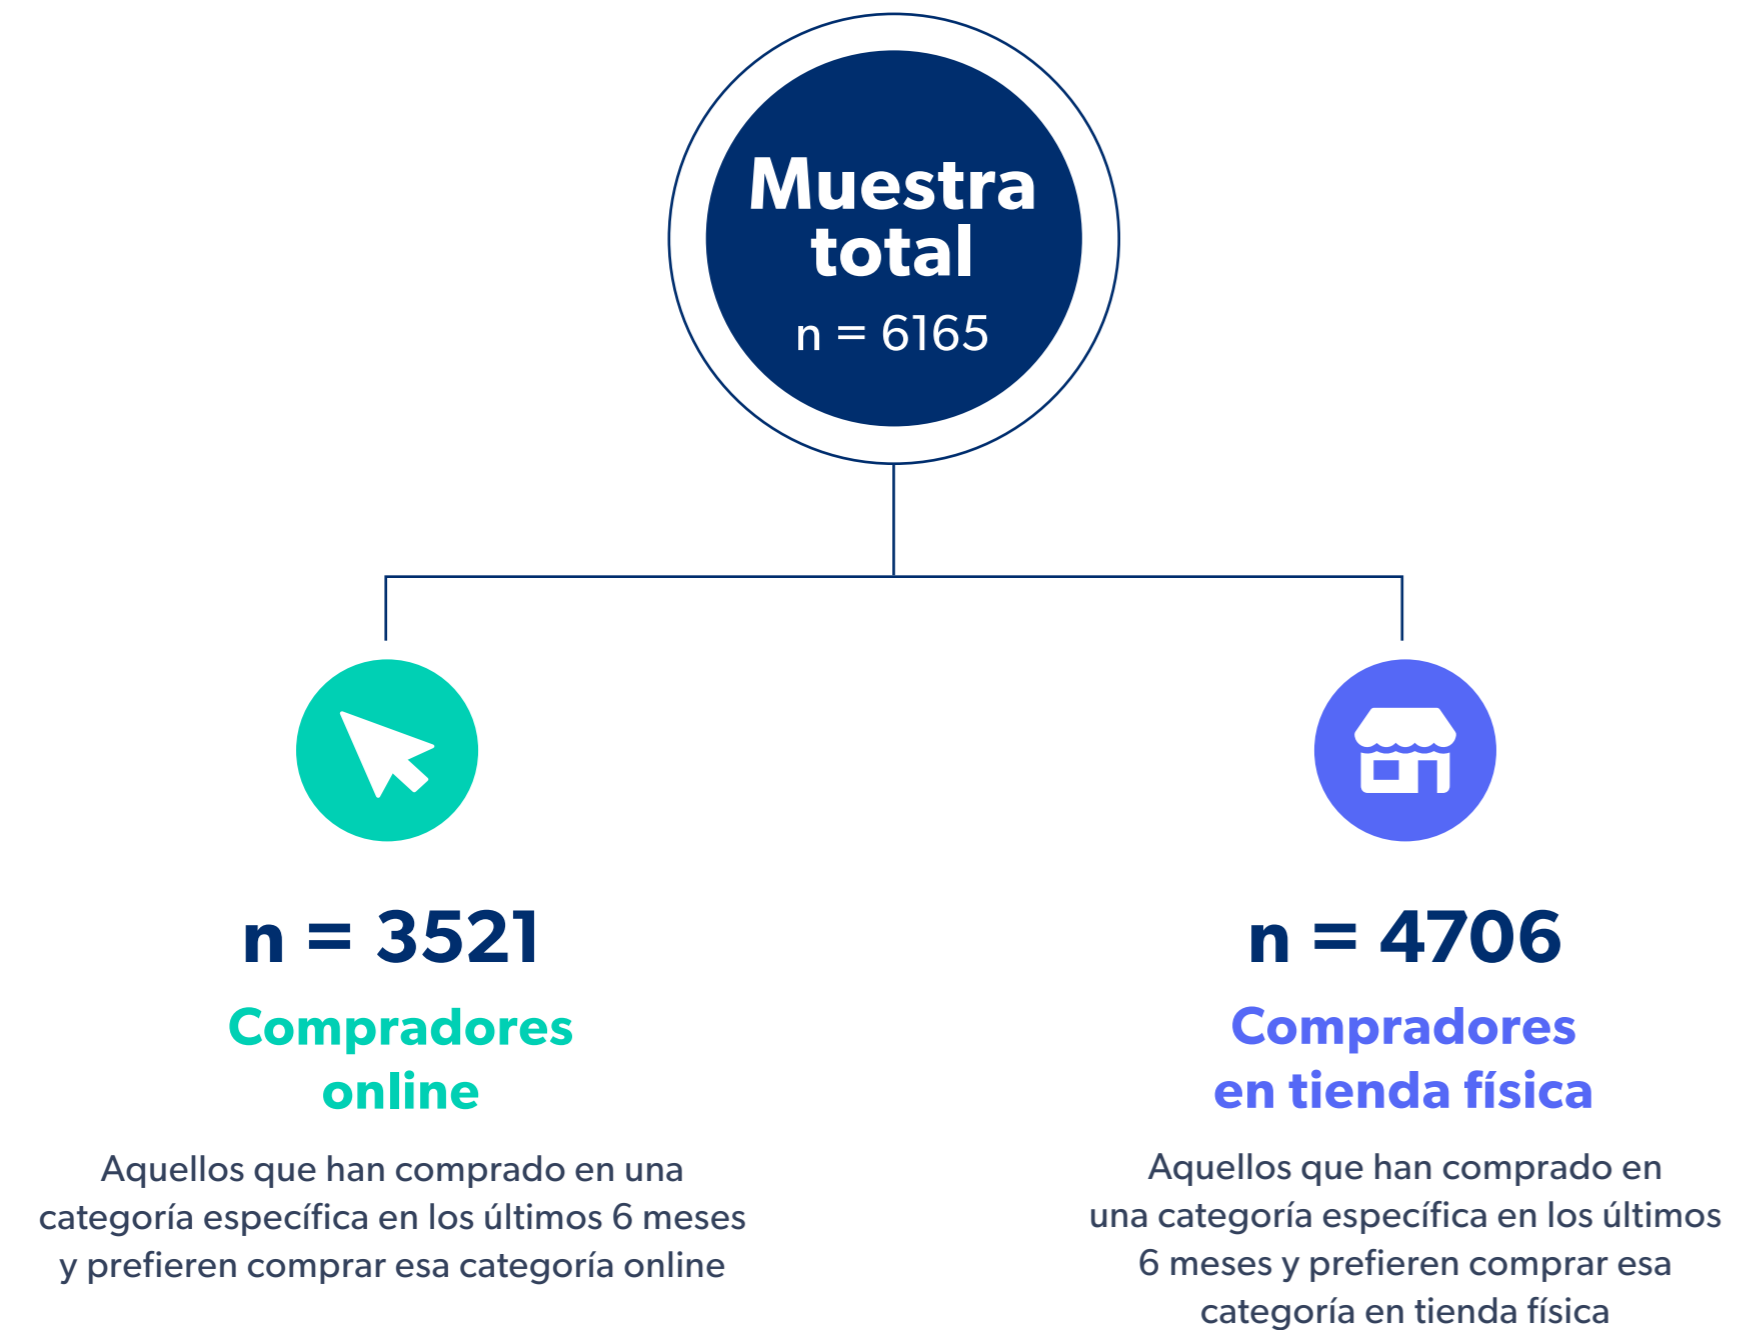 Muestra
total
n = 6165
n = 3521
Compradores
online
Aquellos que han comprado en una
categoría específica en los últimos 6 meses
y prefieren comprar esa categoría online
n = 4706
Compradores
en tienda física
Aquellos que han comprado en
una categoría específica en los últimos
6 meses y prefieren comprar esa
categoría en tienda física